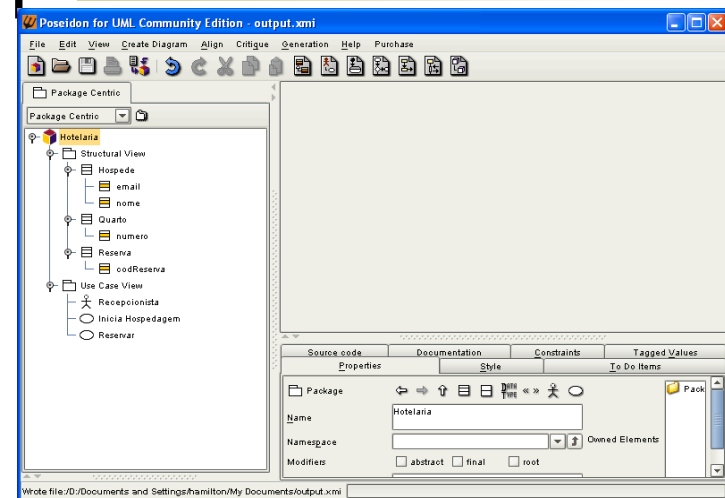 Poseidon for UML Community Edition - output.xmi
File Edit View Create Diagram Align Critique Generation Help Purchase
Package Centric
Package Centric
Hotelaria
Structural View
Hospede
email
nome
Quarto
numero
Reserva
codReserva
Use Case View
Recepcionista
Inicia Hospedagem
Reservar
Source code Documentation Constraints Tagged Values
Properties Style To Do Items
Package
DATA TYPE
« »
Pack
Name
Hotelaria
Namespace
Owned Elements
Modifiers
abstract final root
Wrote file:/D:/Documents and Settings/hamilton/My Documents/output.xmi